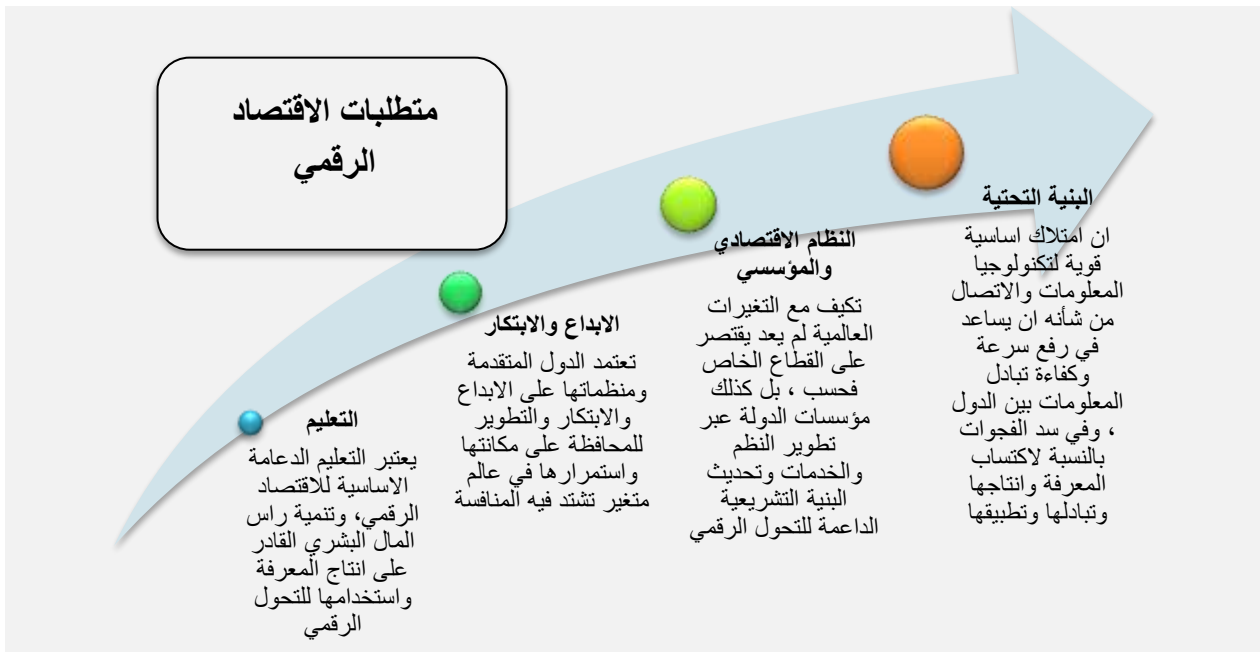 متطلبات الاقتصاد
الرقمي
البنية التحتية
ان امتلاك اساسية
قوية لتكنولوجيا
المعلومات والاتصال
من شأنه ان يساعد
في رفع سرعة
وكفاءة تبادل
المعلومات بين الدول
، وفي سد الفجوات
بالنسبة لاكتساب
المعرفة وانتاجها
وتبادلها وتطبيقها
النظام الاقتصادي
والمؤسسي
تكيف مع التغيرات
العالمية لم يعد يقتصر
على القطاع الخاص
فحسب ، بل كذلك
مؤسسات الدولة عبر
تطوير النظم
والخدمات وتحديث
البنية التشريعية
الداعمة للتحول الرقمي
الابداع والابتكار
تعتمد الدول المتقدمة
ومنظماتها على الابداع
والابتكار والتطوير
للمحافظة على مكانتها
واستمرارها في عالم
متغير تشتد فيه المنافسة
التعليم
يعتبر التعليم الدعامة
الاساسية للاقتصاد
الرقمي، وتنمية راس
المال البشري القادر
على انتاج المعرفة
واستخدامها للتحول
الرقمي